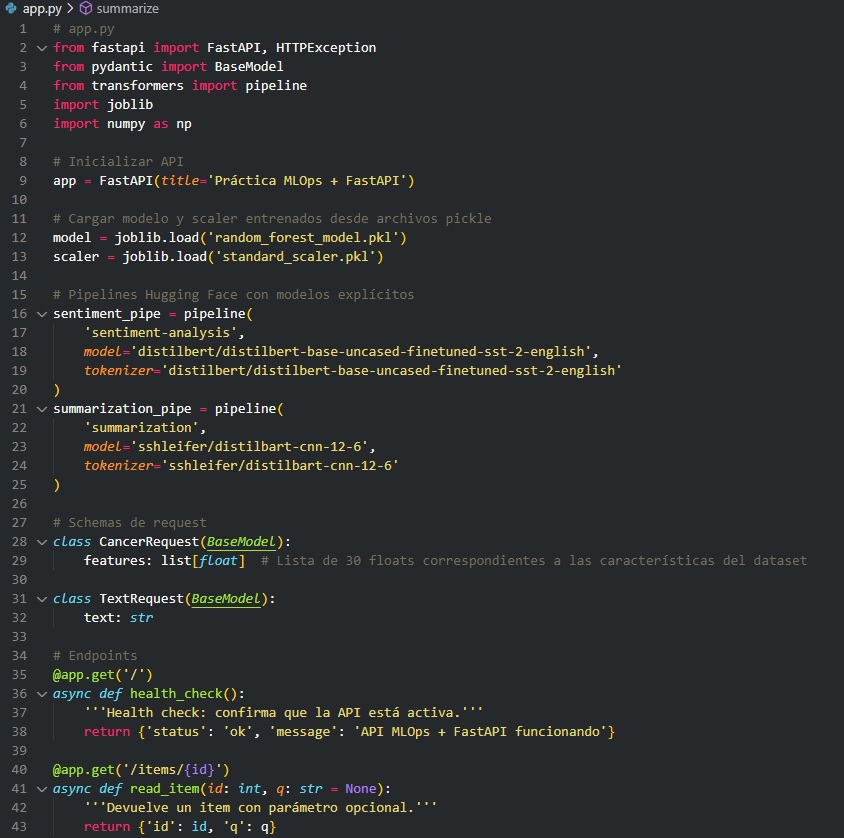 app.py > summarize
1 # app.py
2 from fastapi import FastAPI, HTTPException
3 from pydantic import BaseModel
4 from transformers import pipeline
5 import joblib
6 import numpy as np
7
8 # Inicializar API
9 app = FastAPI(title='Práctica MLOps + FastAPI')
10
11 # Cargar modelo y scaler entrenados desde archivos pickle
12 model = joblib.load('random_forest_model.pkl')
13 scaler = joblib.load('standard_scaler.pkl')
14
15 # Pipelines Hugging Face con modelos explícitos
16 sentiment_pipe = pipeline(
17     'sentiment-analysis',
18     model='distilbert/distilbert-base-uncased-finetuned-sst-2-english',
19     tokenizer='distilbert/distilbert-base-uncased-finetuned-sst-2-english'
20 )
21 summarization_pipe = pipeline(
22     'summarization',
23     model='sshleifer/distilbart-cnn-12-6',
24     tokenizer='sshleifer/distilbart-cnn-12-6'
25 )
26
27 # Schemas de request
28 class CancerRequest(BaseModel):
29     features: list[float]  # Lista de 30 floats correspondientes a las características del dataset
30
31 class TextRequest(BaseModel):
32     text: str
33
34 # Endpoints
35 @app.get('/')
36 async def health_check():
37     '''Health check: confirma que la API está activa.'''
38     return {'status': 'ok', 'message': 'API MLOps + FastAPI funcionando'}
39
40 @app.get('/items/{id}')
41 async def read_item(id: int, q: str = None):
42     '''Devuelve un item con parámetro opcional.'''
43     return {'id': id, 'q': q}